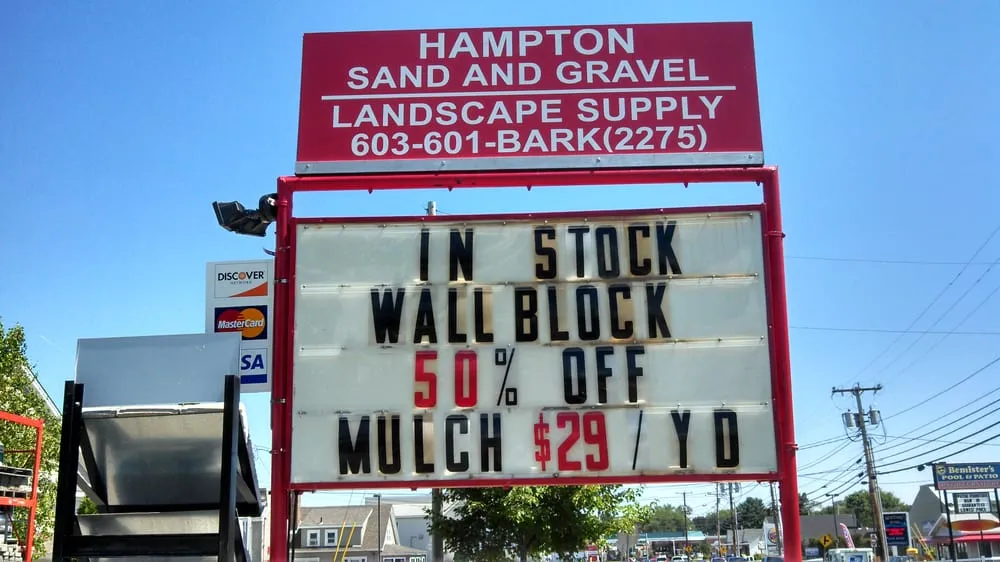 HAMPTON
SAND AND GRAVEL
LANDSCAPE SUPPLY
603-601-BARK(2275)
IN STOCK
WALL BLOCK
50% OFF
MULCH $29/YD
DISCOVER
NETWORK
MasterCard
SA
Bemister's
POOL & PATIO